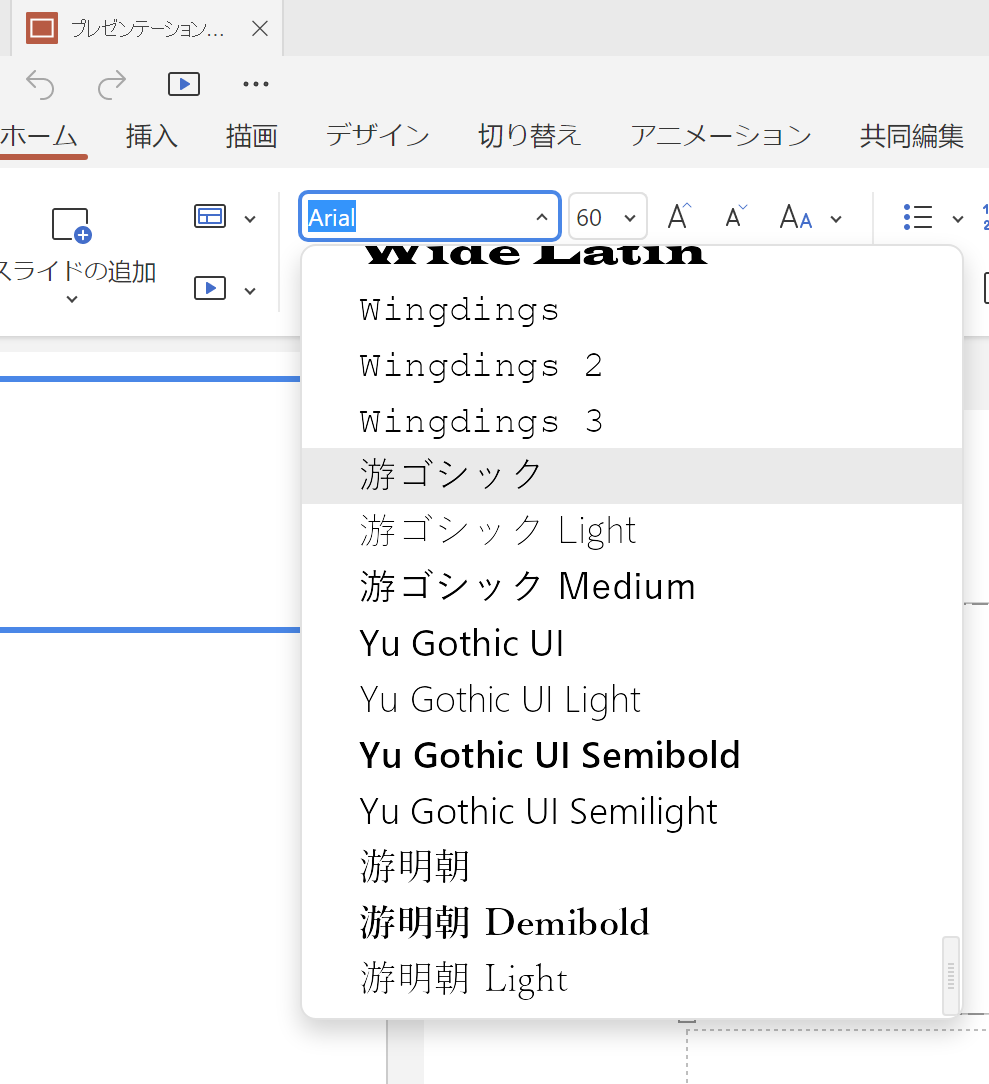 プレゼンテーション...
ホーム 挿入 描画 デザイン 切り替え アニメーション 共同編集
Arial 60
スライドの追加
Wide Latin
Wingdings
Wingdings 2
Wingdings 3
游ゴシック
游ゴシック Light
游ゴシック Medium
Yu Gothic UI
Yu Gothic UI Light
Yu Gothic UI Semibold
Yu Gothic UI Semilight
游明朝
游明朝 Demibold
游明朝 Light